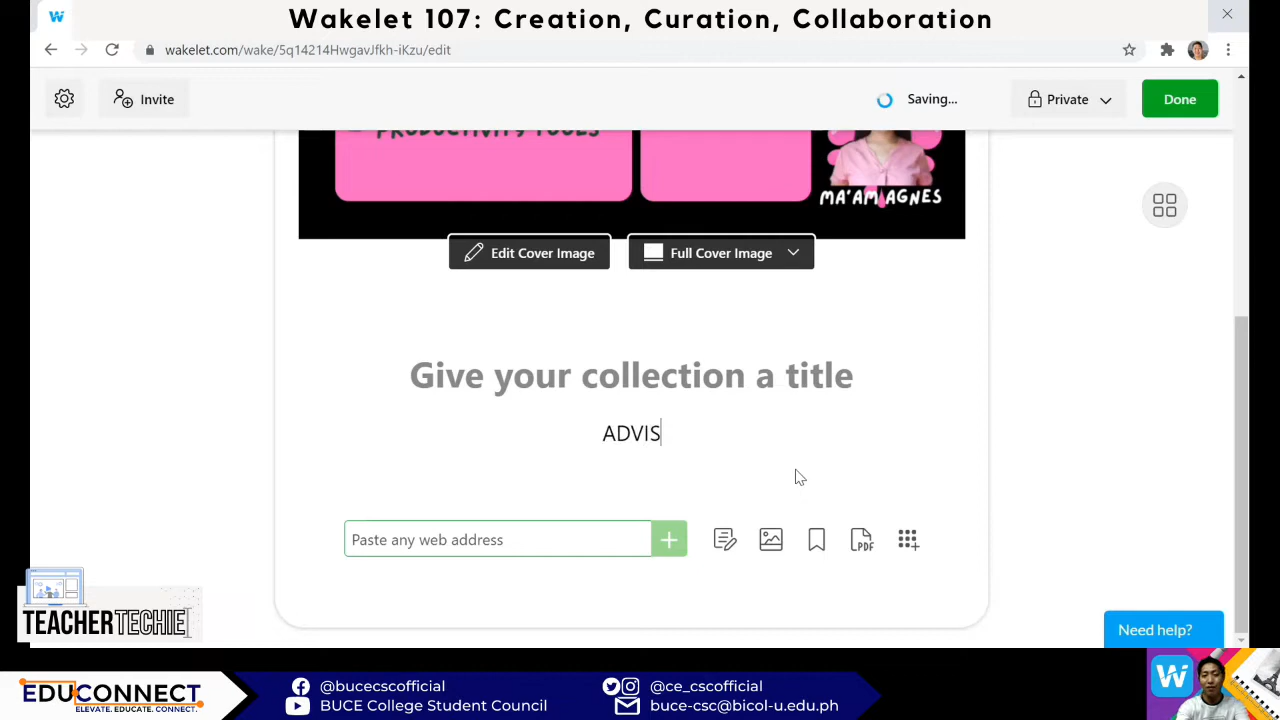 Wakelet 107: Creation, Curation, Collaboration
wakelet.com/wake/5q14214HwgavJfkh-iKzu/edit
Invite
Saving...
Private
Done
PRODUCTIVITY TOOLS
MA'AM AGNES
Edit Cover Image
Full Cover Image
Give your collection a title
ADVIS
Paste any web address
PDF
TEACHERTECHIE
Need help?
EDUCONNECT
ELEVATE. EDUCATE. CONNECT.
@bucecscofficial
BUCE College Student Council
@ce_cscofficial
buce-csc@bicol-u.edu.ph